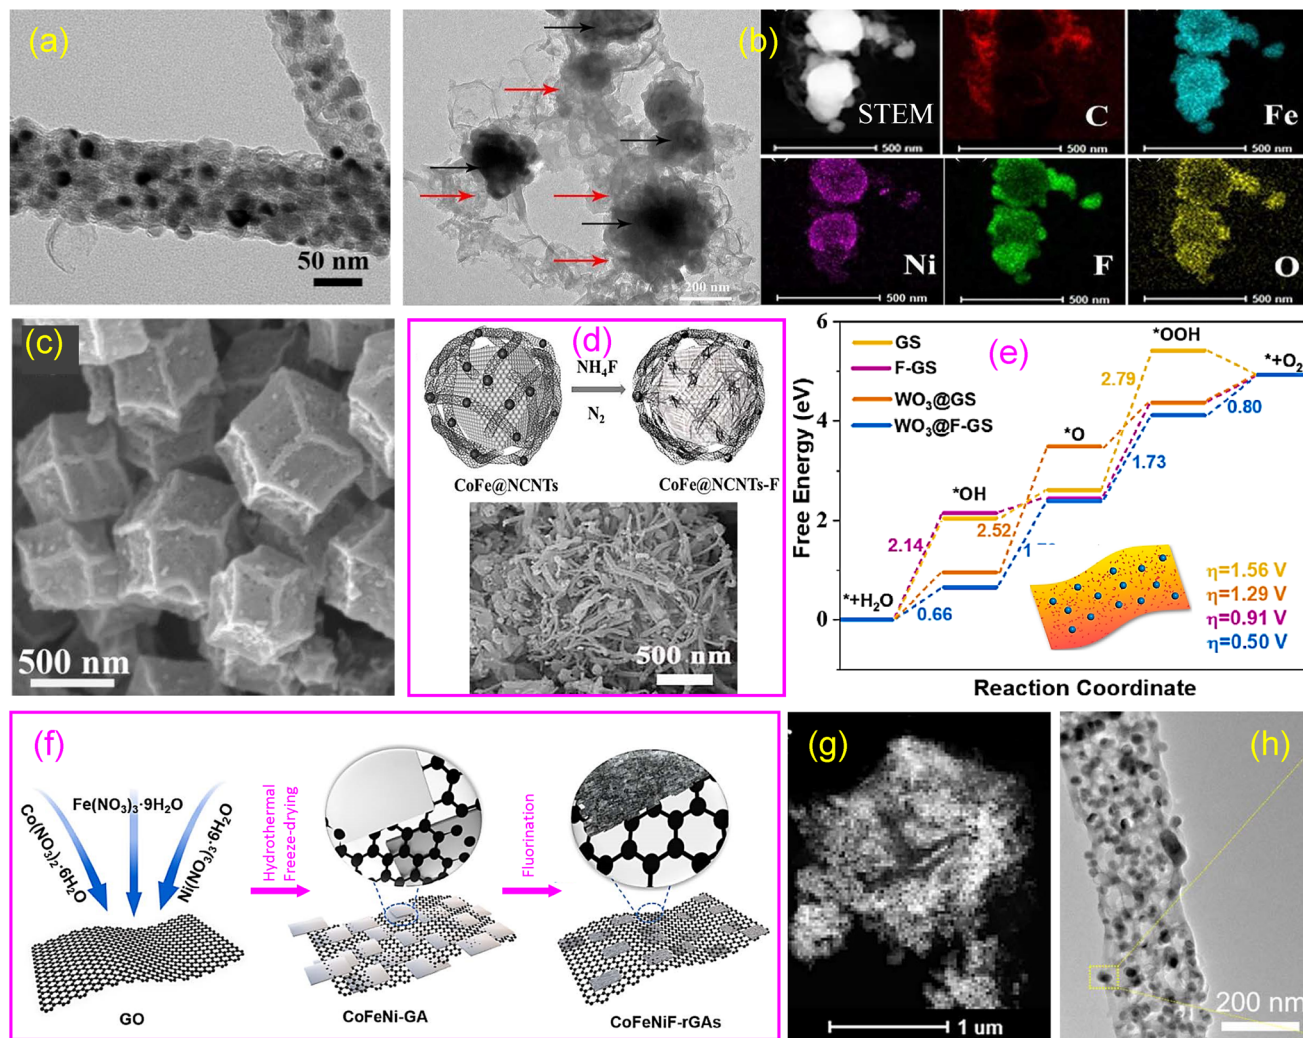 (a)
50 nm
200 nm
(b)
STEM
500 nm
C
500 nm
Fe
500 nm
Ni
500 nm
F
500 nm
O
500 nm
(c)
500 nm
(d)
NH₄F
N₂
CoFe@NCNTs
CoFe@NCNTs-F
500 nm
(e)
Free Energy (eV)
6
4
2
0
GS
F-GS
WO₃@GS
WO₃@F-GS
*+H₂O
*OH
*O
*OOH
*+O₂
2.14
0.66
2.52
2.79
1.73
0.80
η=1.56 V
η=1.29 V
η=0.91 V
η=0.50 V
Reaction Coordinate
(f)
Co(NO₃)₂·6H₂O
Fe(NO₃)₃·9H₂O
Ni(NO₃)₃·6H₂O
GO
Hydrothermal
Freeze-drying
CoFeNi-GA
Fluorination
CoFeNiF-rGAs
(g)
1 um
(h)
200 nm